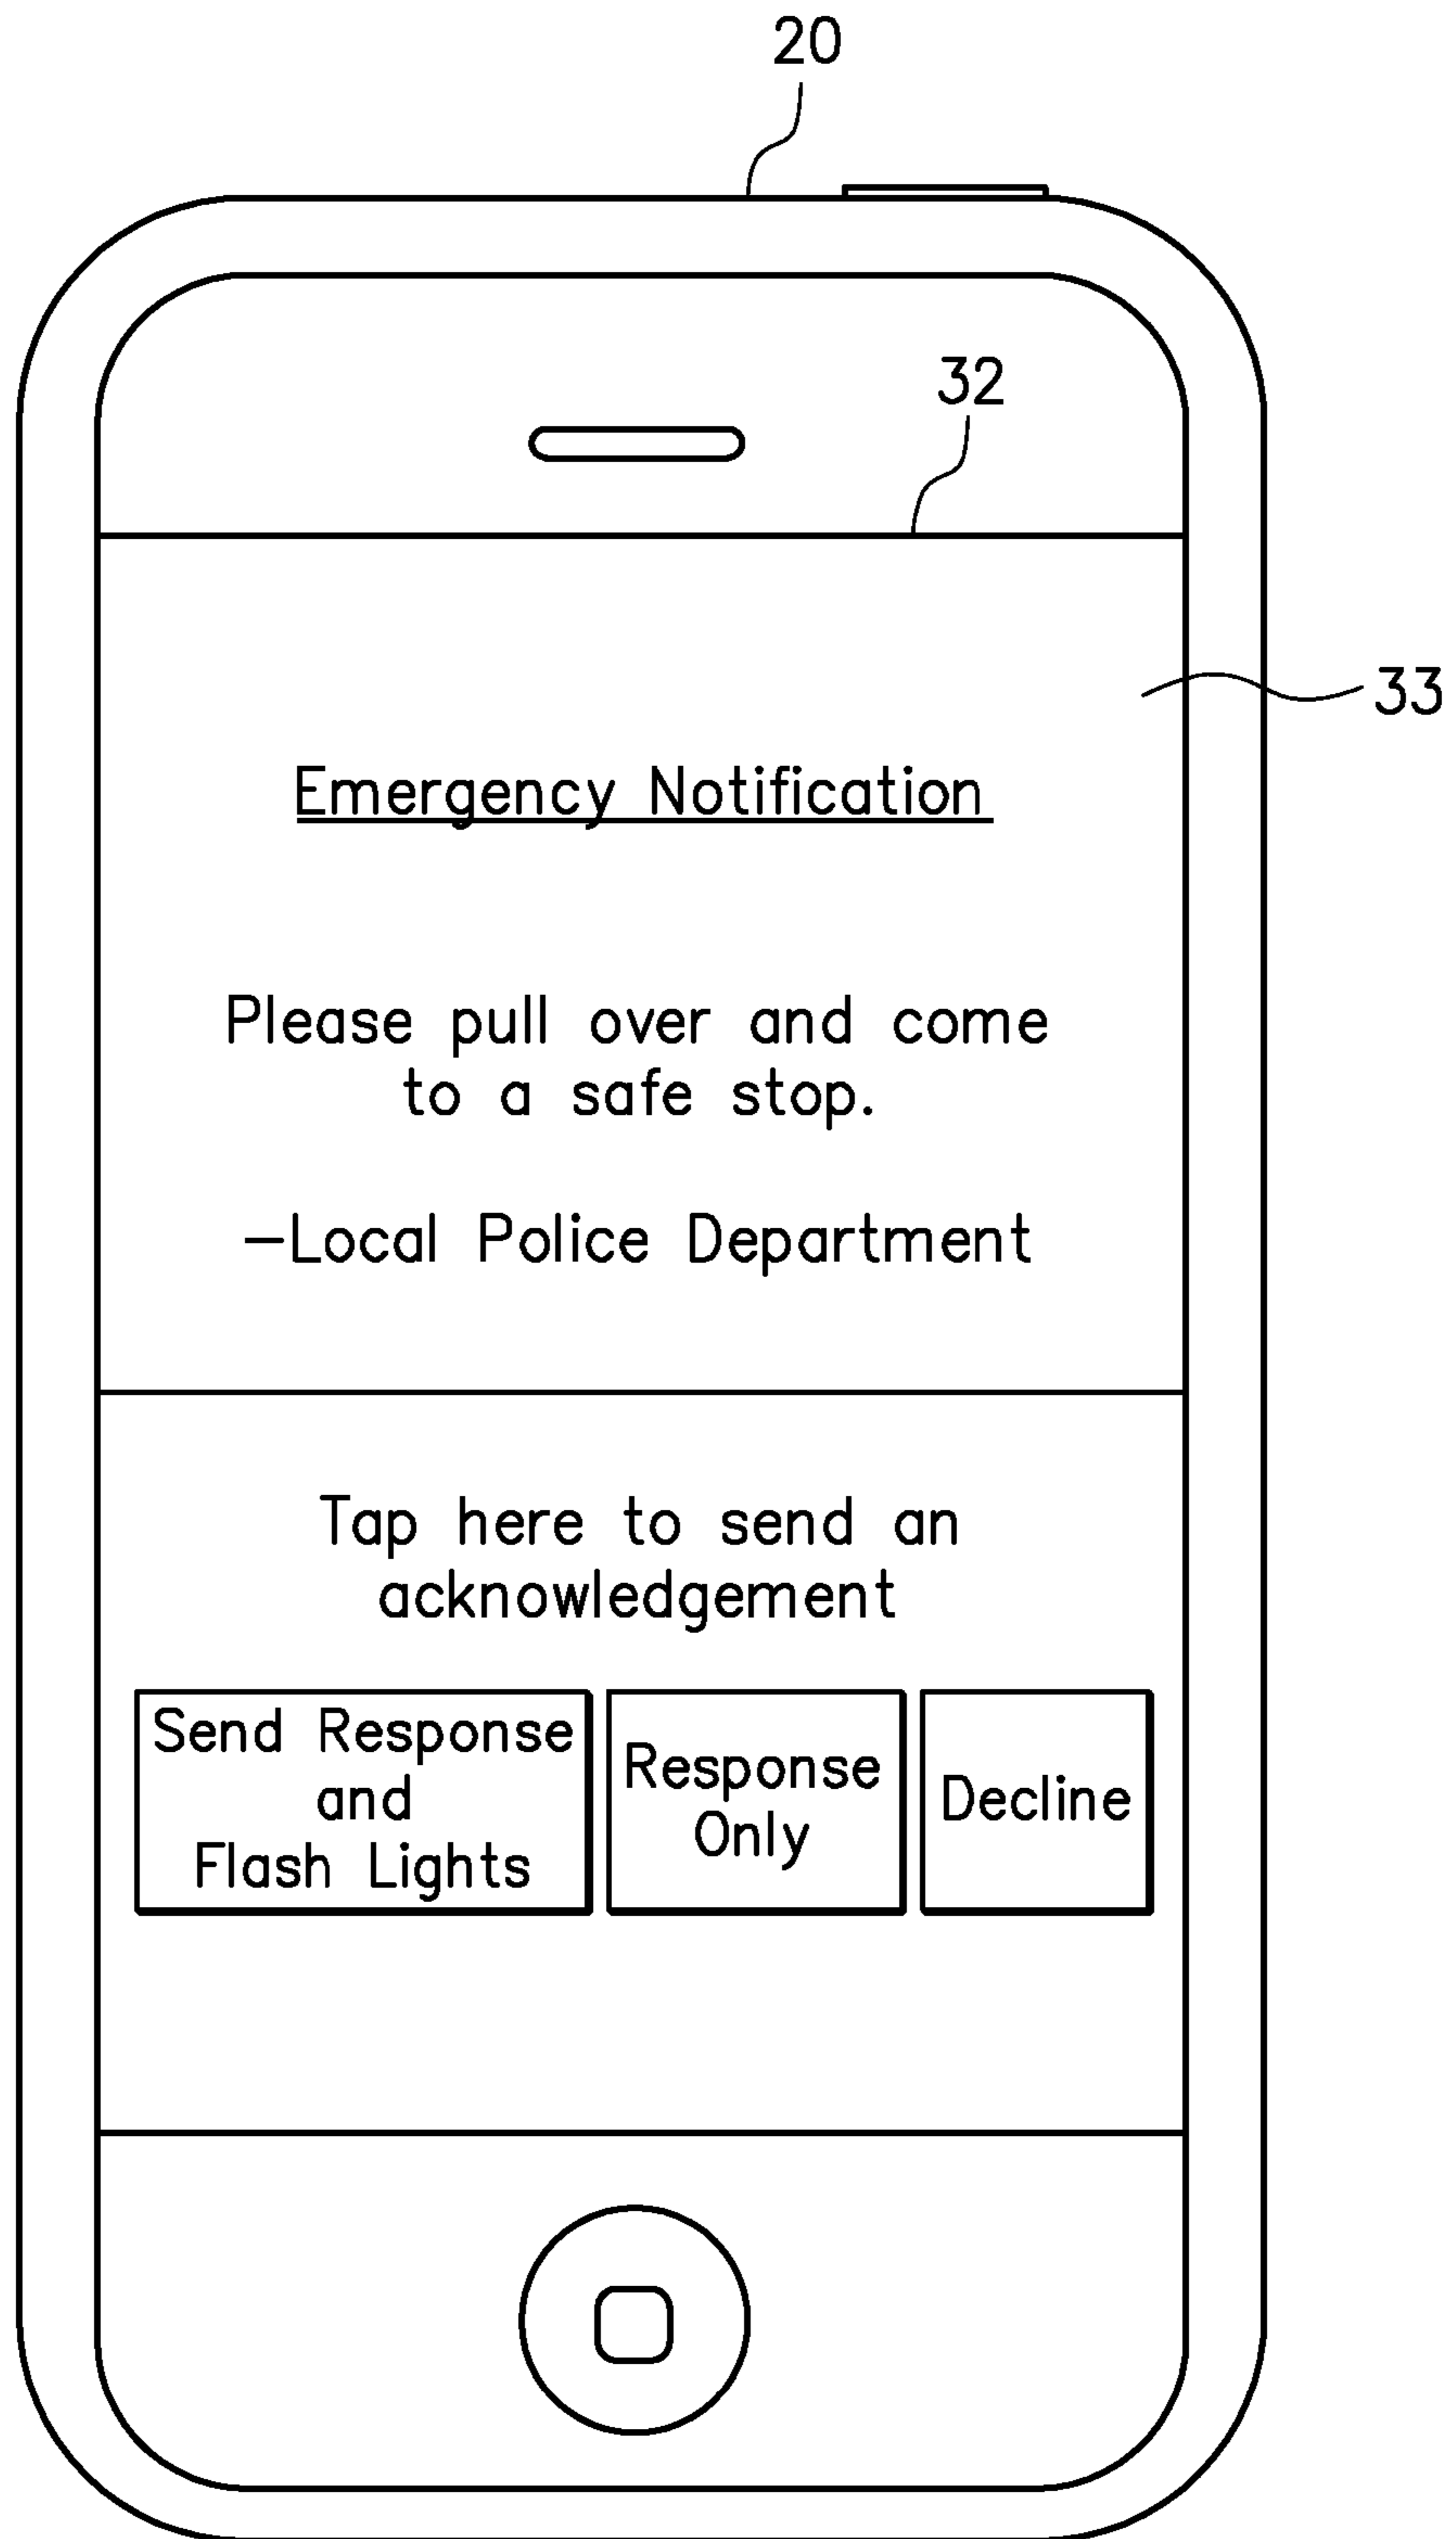 20
32
33
Emergency Notification
Please pull over and come
to a safe stop.
—Local Police Department
Tap here to send an
acknowledgement
Send Response
and
Flash Lights
Response
Only
Decline